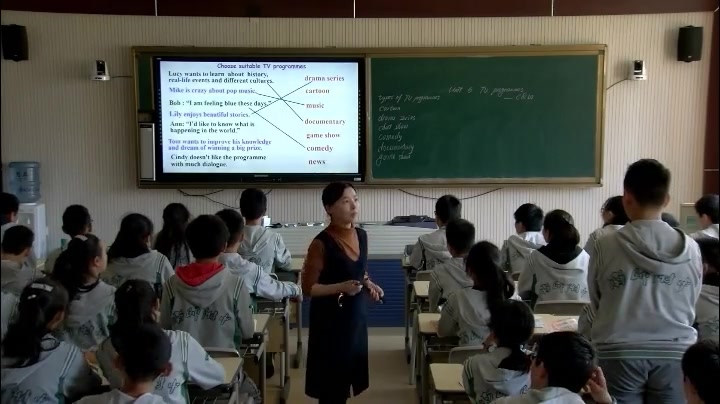 Choose suitable TV programmes
Lucy wants to learn about history,
real-life events and different cultures.
Mike is crazy about pop music.
Bob : "I am feeling blue these days."
Lily enjoys beautiful stories.
Ann: "I'd like to know what is
happening in the world."
Tom wants to improve his knowledge
and dream of winning a big prize.
Cindy doesn't like the programme
with much dialogue.
drama series
cartoon
music
documentary
game show
comedy
news
Unit 6 TV programmes
types of TV programmes
cartoon
drama series
chat show
comedy
documentary
game show